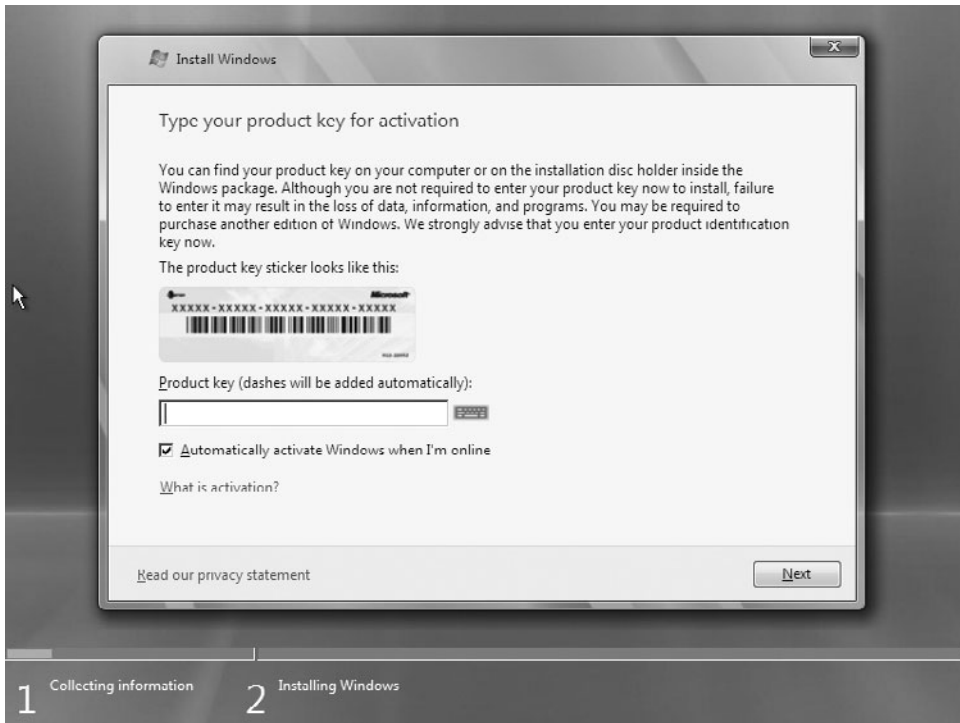 Install Windows
Type your product key for activation
You can find your product key on your computer or on the installation disc holder inside the
Windows package. Although you are not required to enter your product key now to install, failure
to enter it may result in the loss of data, information, and programs. You may be required to
purchase another edition of Windows. We strongly advise that you enter your product identification
key now.
The product key sticker looks like this:
Microsoft
XXXXX-XXXXX-XXXXX-XXXXX-XXXXX
Product key (dashes will be added automatically):
Automatically activate Windows when I'm online
What is activation?
Read our privacy statement
Next
1 Collecting information
2 Installing Windows